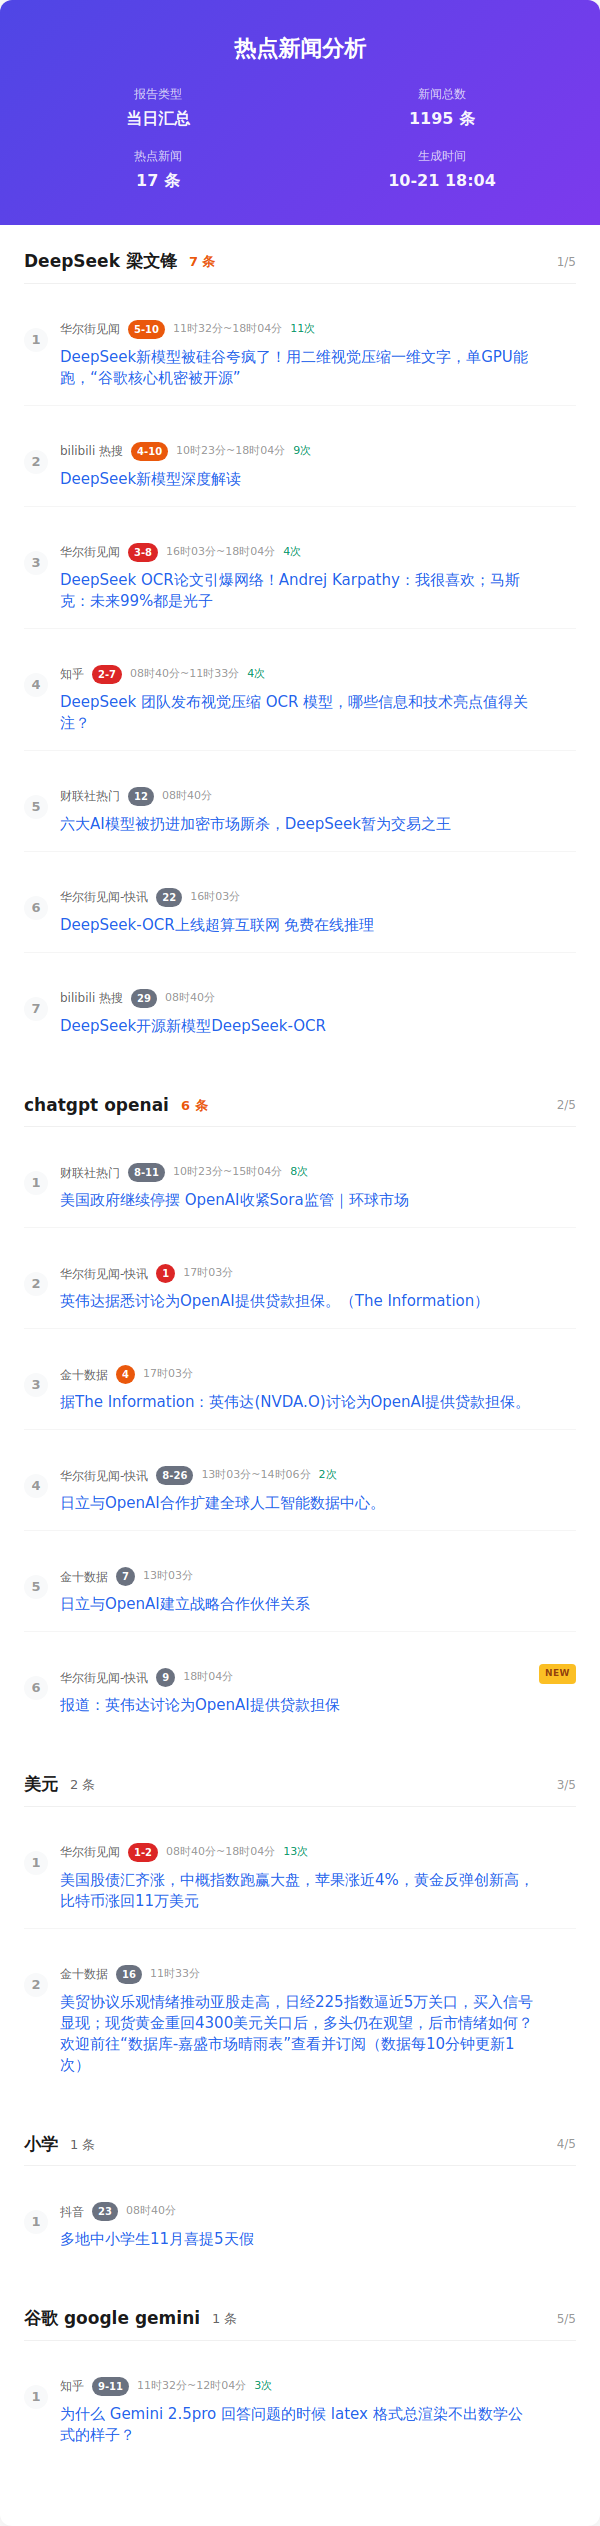 热点新闻分析
报告类型
新闻总数
当日汇总
1195 条
热点新闻
生成时间
17 条
10-21 18:04
DeepSeek 梁文锋 7 条 1/5
1
华尔街见闻 5-10 11时32分~18时04分 11次
DeepSeek新模型被硅谷夸疯了！用二维视觉压缩一维文字，单GPU能
跑，“谷歌核心机密被开源”
2
bilibili 热搜 4-10 10时23分~18时04分 9次
DeepSeek新模型深度解读
3
华尔街见闻 3-8 16时03分~18时04分 4次
DeepSeek OCR论文引爆网络！Andrej Karpathy：我很喜欢；马斯
克：未来99%都是光子
4
知乎 2-7 08时40分~11时33分 4次
DeepSeek 团队发布视觉压缩 OCR 模型，哪些信息和技术亮点值得关
注？
5
财联社热门 12 08时40分
六大AI模型被扔进加密市场厮杀，DeepSeek暂为交易之王
6
华尔街见闻-快讯 22 16时03分
DeepSeek-OCR上线超算互联网 免费在线推理
7
bilibili 热搜 29 08时40分
DeepSeek开源新模型DeepSeek-OCR
chatgpt openai 6 条 2/5
1
财联社热门 8-11 10时23分~15时04分 8次
美国政府继续停摆 OpenAI收紧Sora监管｜环球市场
2
华尔街见闻-快讯 1 17时03分
英伟达据悉讨论为OpenAI提供贷款担保。（The Information）
3
金十数据 4 17时03分
据The Information：英伟达(NVDA.O)讨论为OpenAI提供贷款担保。
4
华尔街见闻-快讯 8-26 13时03分~14时06分 2次
日立与OpenAI合作扩建全球人工智能数据中心。
5
金十数据 7 13时03分
日立与OpenAI建立战略合作伙伴关系
6
华尔街见闻-快讯 9 18时04分 NEW
报道：英伟达讨论为OpenAI提供贷款担保
美元 2 条 3/5
1
华尔街见闻 1-2 08时40分~18时04分 13次
美国股债汇齐涨，中概指数跑赢大盘，苹果涨近4%，黄金反弹创新高，
比特币涨回11万美元
2
金十数据 16 11时33分
美贸协议乐观情绪推动亚股走高，日经225指数逼近5万关口，买入信号
显现；现货黄金重回4300美元关口后，多头仍在观望，后市情绪如何？
欢迎前往“数据库-嘉盛市场晴雨表”查看并订阅（数据每10分钟更新1
次）
小学 1 条 4/5
1
抖音 23 08时40分
多地中小学生11月喜提5天假
谷歌 google gemini 1 条 5/5
1
知乎 9-11 11时32分~12时04分 3次
为什么 Gemini 2.5pro 回答问题的时候 latex 格式总渲染不出数学公
式的样子？